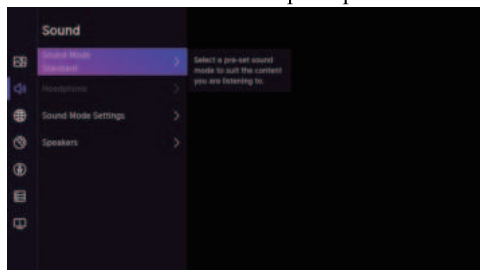 Sound
Sound Mode
Standard
Select a pre-set sound
mode to suit the content
you are listening to.
Headphone
Sound Mode Settings
Speakers